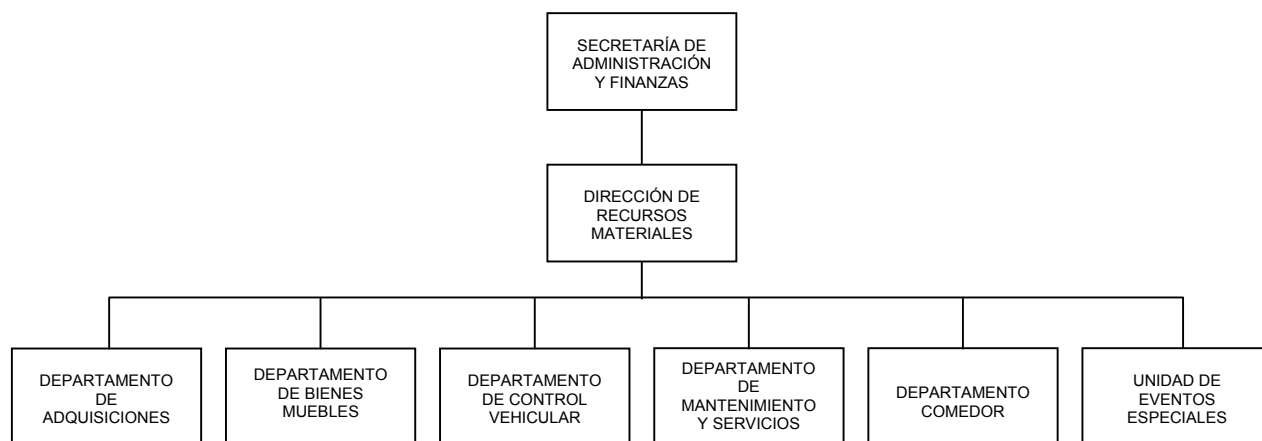 SECRETARÍA DE
ADMINISTRACIÓN
Y FINANZAS
DIRECCIÓN DE
RECURSOS
MATERIALES
DEPARTAMENTO
DE
ADQUISICIONES
DEPARTAMENTO
DE BIENES
MUEBLES
DEPARTAMENTO
DE CONTROL
VEHICULAR
DEPARTAMENTO
DE
MANTENIMIENTO
Y SERVICIOS
DEPARTAMENTO
COMEDOR
UNIDAD DE
EVENTOS
ESPECIALES